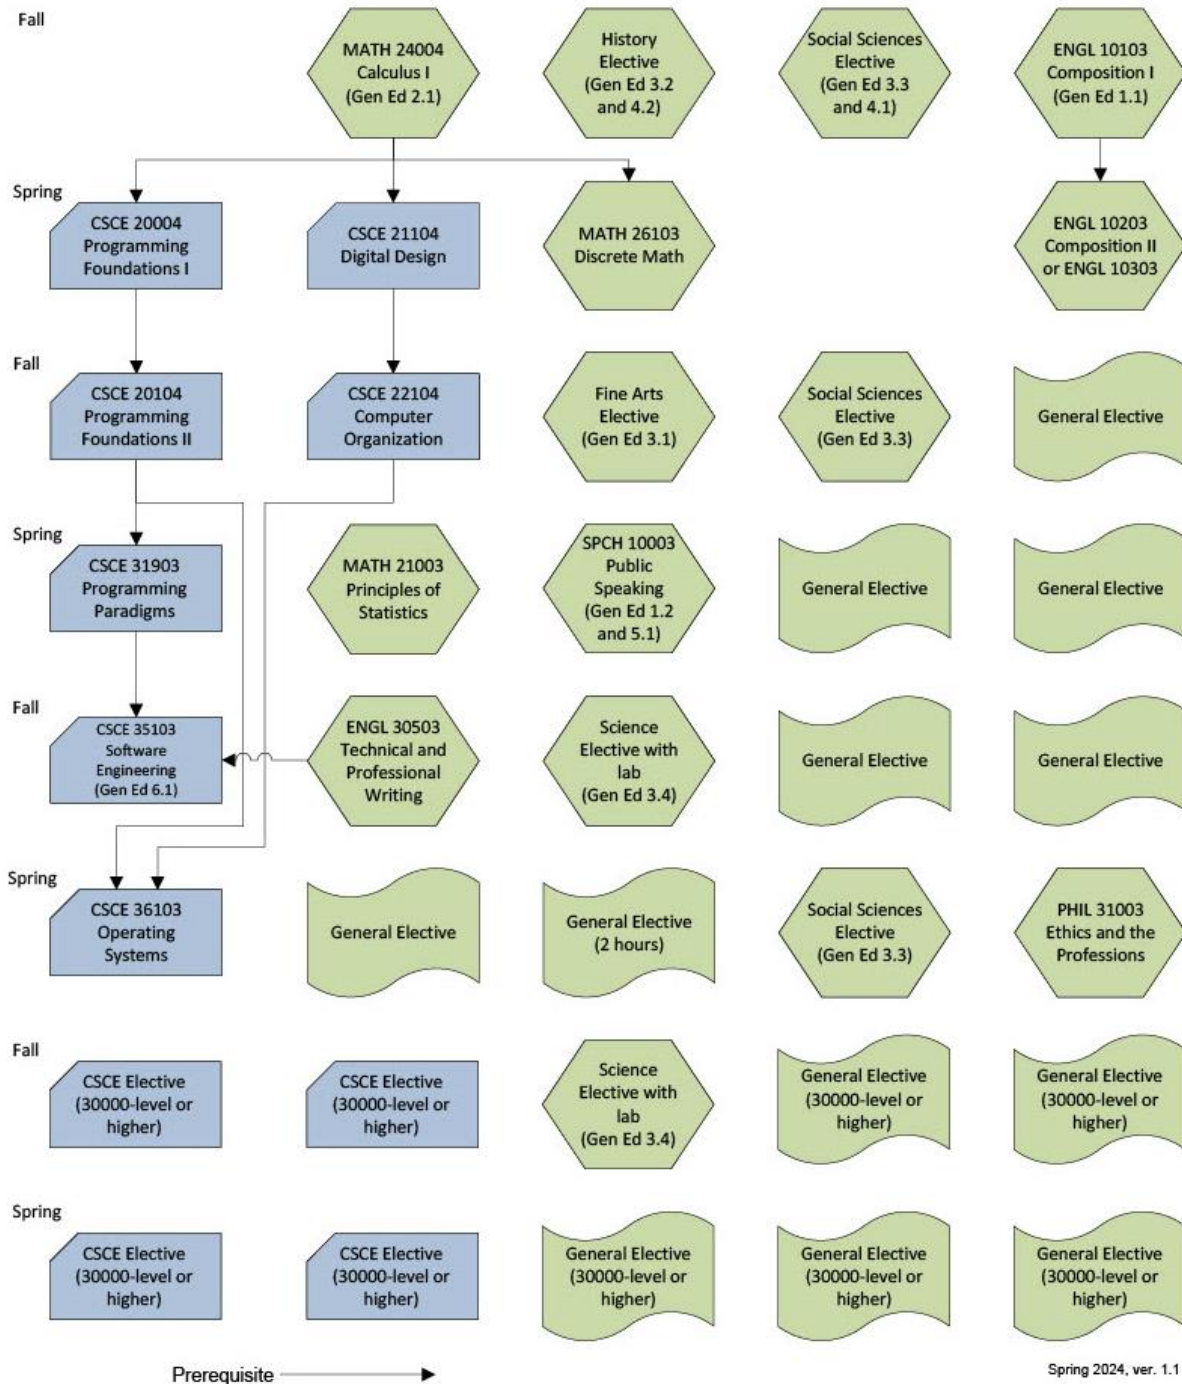 Fall
MATH 24004
Calculus I
(Gen Ed 2.1)
History
Elective
(Gen Ed 3.2
and 4.2)
Social Sciences
Elective
(Gen Ed 3.3
and 4.1)
ENGL 10103
Composition I
(Gen Ed 1.1)
Spring
CSCE 20004
Programming
Foundations I
CSCE 21104
Digital Design
MATH 26103
Discrete Math
ENGL 10203
Composition II
or ENGL 10303
Fall
CSCE 20104
Programming
Foundations II
CSCE 22104
Computer
Organization
Fine Arts
Elective
(Gen Ed 3.1)
Social Sciences
Elective
(Gen Ed 3.3)
General Elective
Spring
CSCE 31903
Programming
Paradigms
MATH 21003
Principles of
Statistics
SPCH 10003
Public
Speaking
(Gen Ed 1.2
and 5.1)
General Elective
General Elective
Fall
CSCE 35103
Software
Engineering
(Gen Ed 6.1)
ENGL 30503
Technical and
Professional
Writing
Science
Elective with
lab
(Gen Ed 3.4)
General Elective
General Elective
Spring
CSCE 36103
Operating
Systems
General Elective
General Elective
(2 hours)
Social Sciences
Elective
(Gen Ed 3.3)
PHIL 31003
Ethics and the
Professions
Fall
CSCE Elective
(30000-level or
higher)
CSCE Elective
(30000-level or
higher)
Science
Elective with
lab
(Gen Ed 3.4)
General Elective
(30000-level or
higher)
General Elective
(30000-level or
higher)
Spring
CSCE Elective
(30000-level or
higher)
CSCE Elective
(30000-level or
higher)
General Elective
(30000-level or
higher)
General Elective
(30000-level or
higher)
General Elective
(30000-level or
higher)
Prerequisite
Spring 2024, ver. 1.1